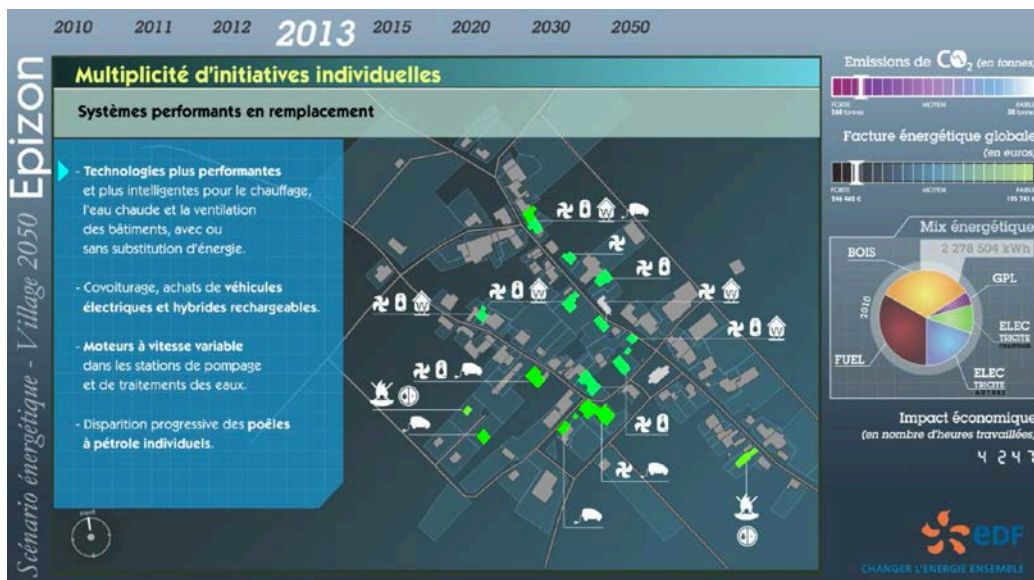 2010 2011 2012 2013 2015 2020 2030 2050
Scénario énergétique - Village 2050 Epizon
Multiplicité d'initiatives individuelles
Systèmes performants en remplacement
- Technologies plus performantes
et plus intelligentes pour le chauffage,
l'eau chaude et la ventilation
des bâtiments, avec ou
sans substitution d'énergie.
- Covoiturage, achats de véhicules
électriques et hybrides rechargeables.
- Moteurs à vitesse variable
dans les stations de pompage
et de traitements des eaux.
- Disparition progressive des poêles
à pétrole individuels.
Emissions de CO₂ (en tonnes)
FORTE MOYEN FAIBLE
Facture énergétique globale
(en euros)
FORTE MOYEN FAIBLE
Mix énergétique
2 278 504 kWh
BOIS
GPL
2010
ELEC
TRICITE
FUEL
ELEC
TRICITE
AUTRES
Impact économique
(en nombre d'heures travaillées)
4 247
edf
CHANGER L'ENERGIE ENSEMBLE